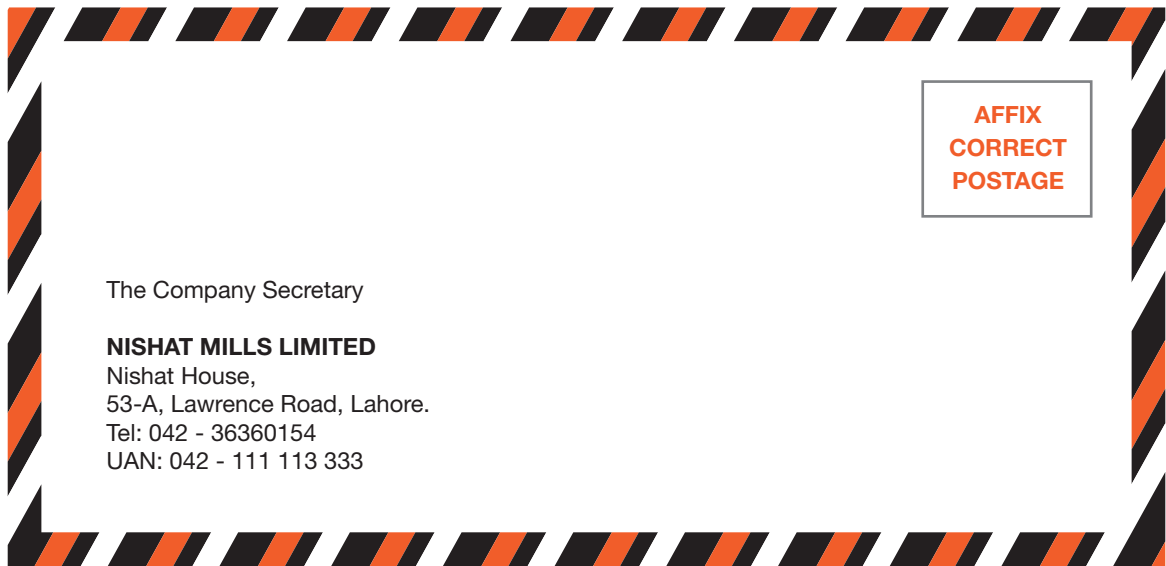 AFFIX
CORRECT
POSTAGE
The Company Secretary
NISHAT MILLS LIMITED
Nishat House,
53-A, Lawrence Road, Lahore.
Tel: 042 - 36360154
UAN: 042 - 111 113 333